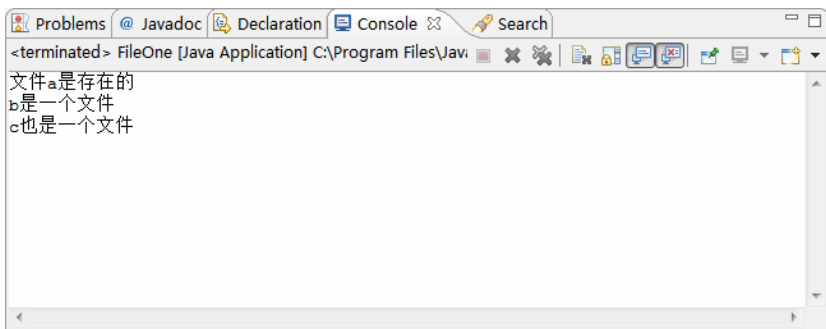 Problems @ Javadoc Declaration Console Search
<terminated> FileOne [Java Application] C:\Program Files\Java
文件a是存在的
b是一个文件
c也是一个文件